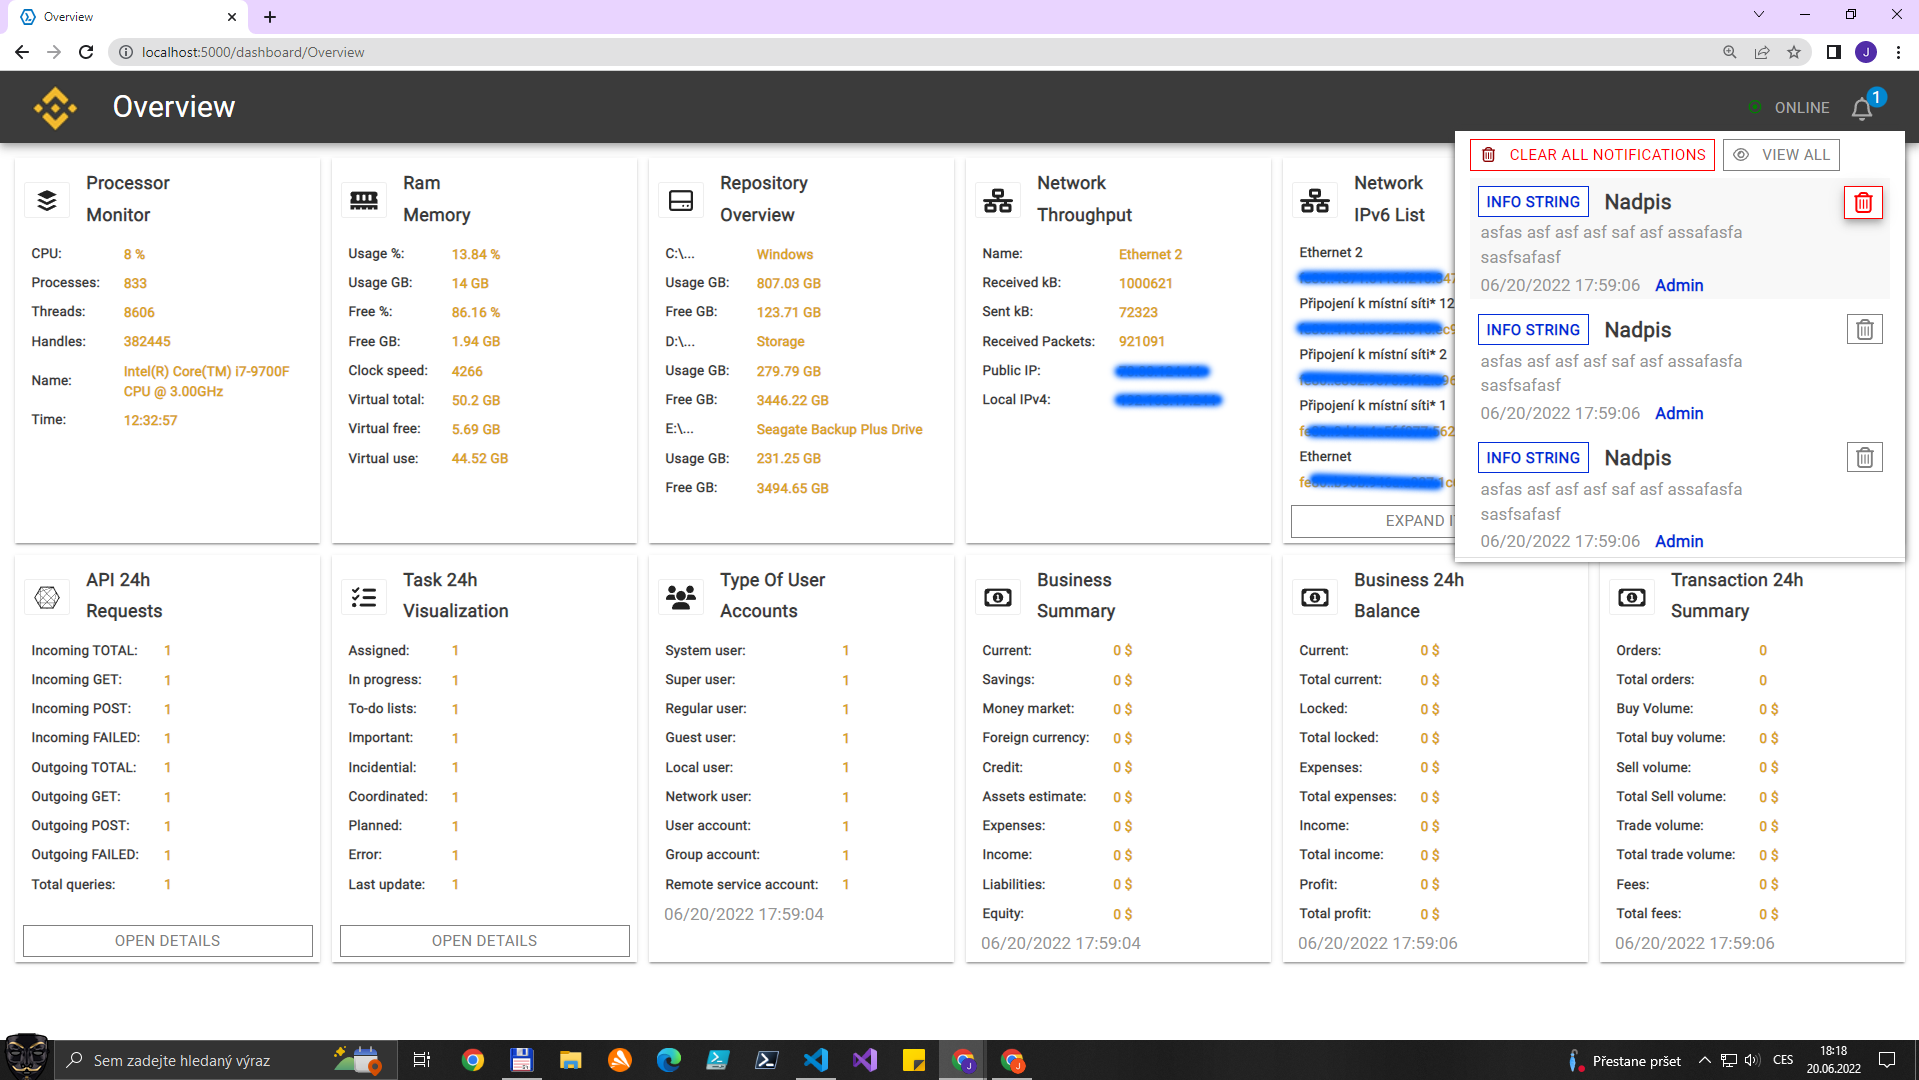 Overview
localhost:5000/dashboard/Overview
J
Overview
ONLINE
1
CLEAR ALL NOTIFICATIONS
VIEW ALL
INFO STRING Nadpis
asfas asf asf asf saf asf assafasfa
sasfsafasf
06/20/2022 17:59:06 Admin
INFO STRING Nadpis
asfas asf asf asf saf asf assafasfa
sasfsafasf
06/20/2022 17:59:06 Admin
INFO STRING Nadpis
asfas asf asf asf saf asf assafasfa
sasfsafasf
06/20/2022 17:59:06 Admin
Processor
Monitor
CPU: 8 %
Processes: 833
Threads: 8606
Handles: 382445
Name: Intel(R) Core(TM) i7-9700F
CPU @ 3.00GHz
Time: 12:32:57
Ram
Memory
Usage %: 13.84 %
Usage GB: 14 GB
Free %: 86.16 %
Free GB: 1.94 GB
Clock speed: 4266
Virtual total: 50.2 GB
Virtual free: 5.69 GB
Virtual use: 44.52 GB
Repository
Overview
C:\... Windows
Usage GB: 807.03 GB
Free GB: 123.71 GB
D:\... Storage
Usage GB: 279.79 GB
Free GB: 3446.22 GB
E:\... Seagate Backup Plus Drive
Usage GB: 231.25 GB
Free GB: 3494.65 GB
Network
Throughput
Name: Ethernet 2
Received kB: 1000621
Sent kB: 72323
Received Packets: 921091
Public IP:
Local IPv4:
Network
IPv6 List
Ethernet 2
Připojení k místní síti* 12
Připojení k místní síti* 2
Připojení k místní síti* 1
Ethernet
EXPAND
API 24h
Requests
Incoming TOTAL: 1
Incoming GET: 1
Incoming POST: 1
Incoming FAILED: 1
Outgoing TOTAL: 1
Outgoing GET: 1
Outgoing POST: 1
Outgoing FAILED: 1
Total queries: 1
OPEN DETAILS
Task 24h
Visualization
Assigned: 1
In progress: 1
To-do lists: 1
Important: 1
Incidential: 1
Coordinated: 1
Planned: 1
Error: 1
Last update: 1
OPEN DETAILS
Type Of User
Accounts
System user: 1
Super user: 1
Regular user: 1
Guest user: 1
Local user: 1
Network user: 1
User account: 1
Group account: 1
Remote service account: 1
06/20/2022 17:59:04
Business
Summary
Current: 0 $
Savings: 0 $
Money market: 0 $
Foreign currency: 0 $
Credit: 0 $
Assets estimate: 0 $
Expenses: 0 $
Income: 0 $
Liabilities: 0 $
Equity: 0 $
06/20/2022 17:59:04
Business 24h
Balance
Current: 0 $
Total current: 0 $
Locked: 0 $
Total locked: 0 $
Expenses: 0 $
Total expenses: 0 $
Income: 0 $
Total income: 0 $
Profit: 0 $
Total profit: 0 $
06/20/2022 17:59:06
Transaction 24h
Summary
Orders: 0
Total orders: 0
Buy Volume: 0 $
Total buy volume: 0 $
Sell volume: 0 $
Total Sell volume: 0 $
Trade volume: 0 $
Total trade volume: 0 $
Fees: 0 $
Total fees: 0 $
06/20/2022 17:59:06
Sem zadejte hledaný výraz
Přestane pršet
CES
18:18
20.06.2022